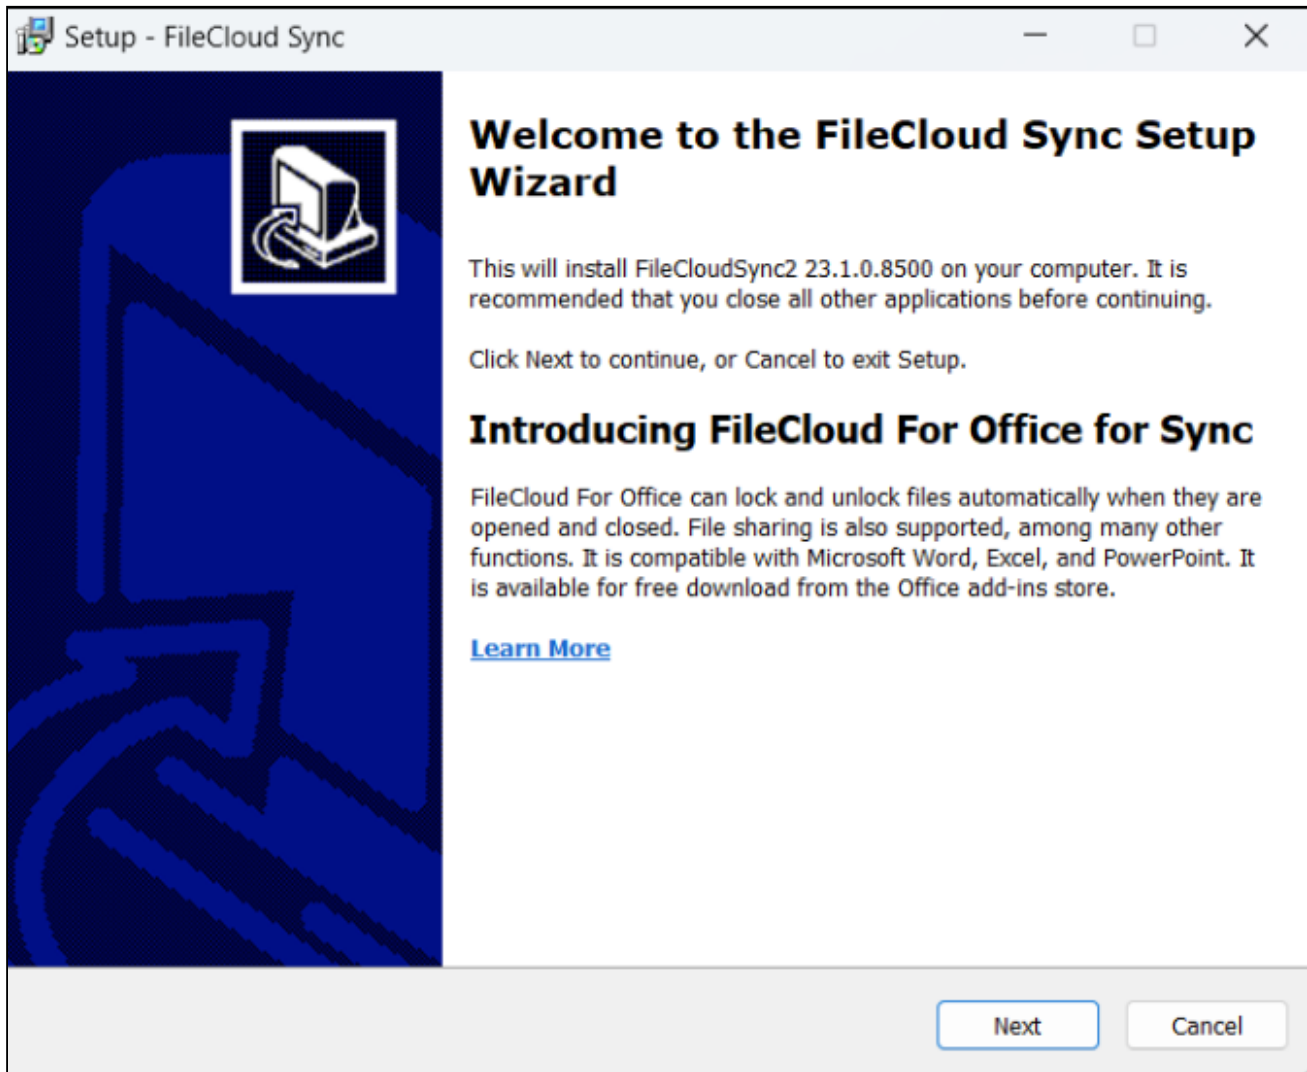 Setup - FileCloud Sync
Welcome to the FileCloud Sync Setup
Wizard
This will install FileCloudSync2 23.1.0.8500 on your computer. It is
recommended that you close all other applications before continuing.
Click Next to continue, or Cancel to exit Setup.
Introducing FileCloud For Office for Sync
FileCloud For Office can lock and unlock files automatically when they are
opened and closed. File sharing is also supported, among many other
functions. It is compatible with Microsoft Word, Excel, and PowerPoint. It
is available for free download from the Office add-ins store.
Learn More
Next
Cancel